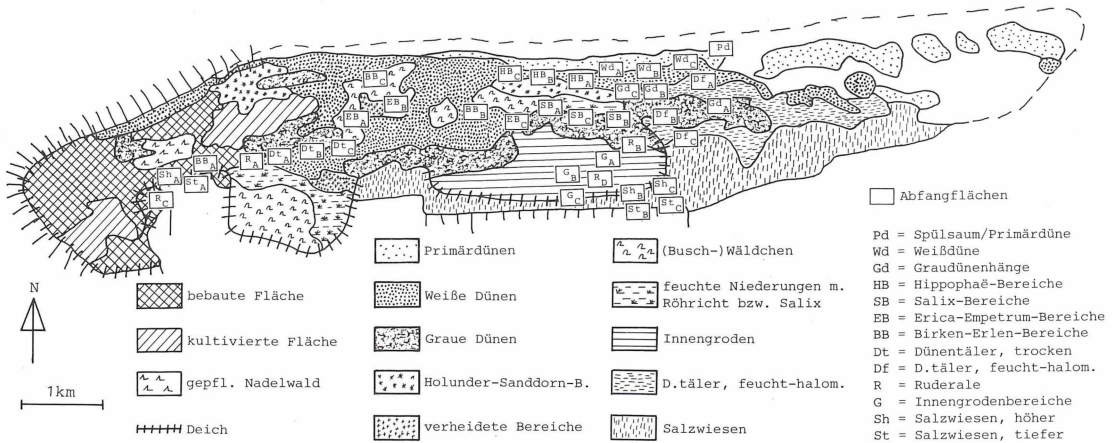 Pd
Wd C
Wd B
Wd A
HB C
HB B
HB A
HB C
Df A
Gd C
Gd B
Gd A
EB B
BB B
SB A
EB A
EB C
SB C
SB B
Df B
Df C
R B
Dt C
Dt B
Dt A
R A
BB A
G A
Sh A
St A
G B
R D
R C
G C
Sh B
Sh C
St B
St C
N
1km
bebaute Fläche
kultivierte Fläche
gepfl. Nadelwald
Deich
Primärdünen
Weiße Dünen
Graue Dünen
Holunder-Sanddorn-B.
verheidete Bereiche
(Busch-)Wäldchen
feuchte Niederungen m.
Röhricht bzw. Salix
Innengroden
D.täler, feucht-halom.
Salzwiesen
Abfangflächen
Pd = Spülsaum/Primärdüne
Wd = Weißdüne
Gd = Graudünenhänge
HB = Hippophaë-Bereiche
SB = Salix-Bereiche
EB = Erica-Empetrum-Bereiche
BB = Birken-Erlen-Bereiche
Dt = Dünentäler, trocken
Df = D.täler, feucht-halom.
R = Ruderale
G = Innengrodenbereiche
Sh = Salzwiesen, höher
St = Salzwiesen, tiefer